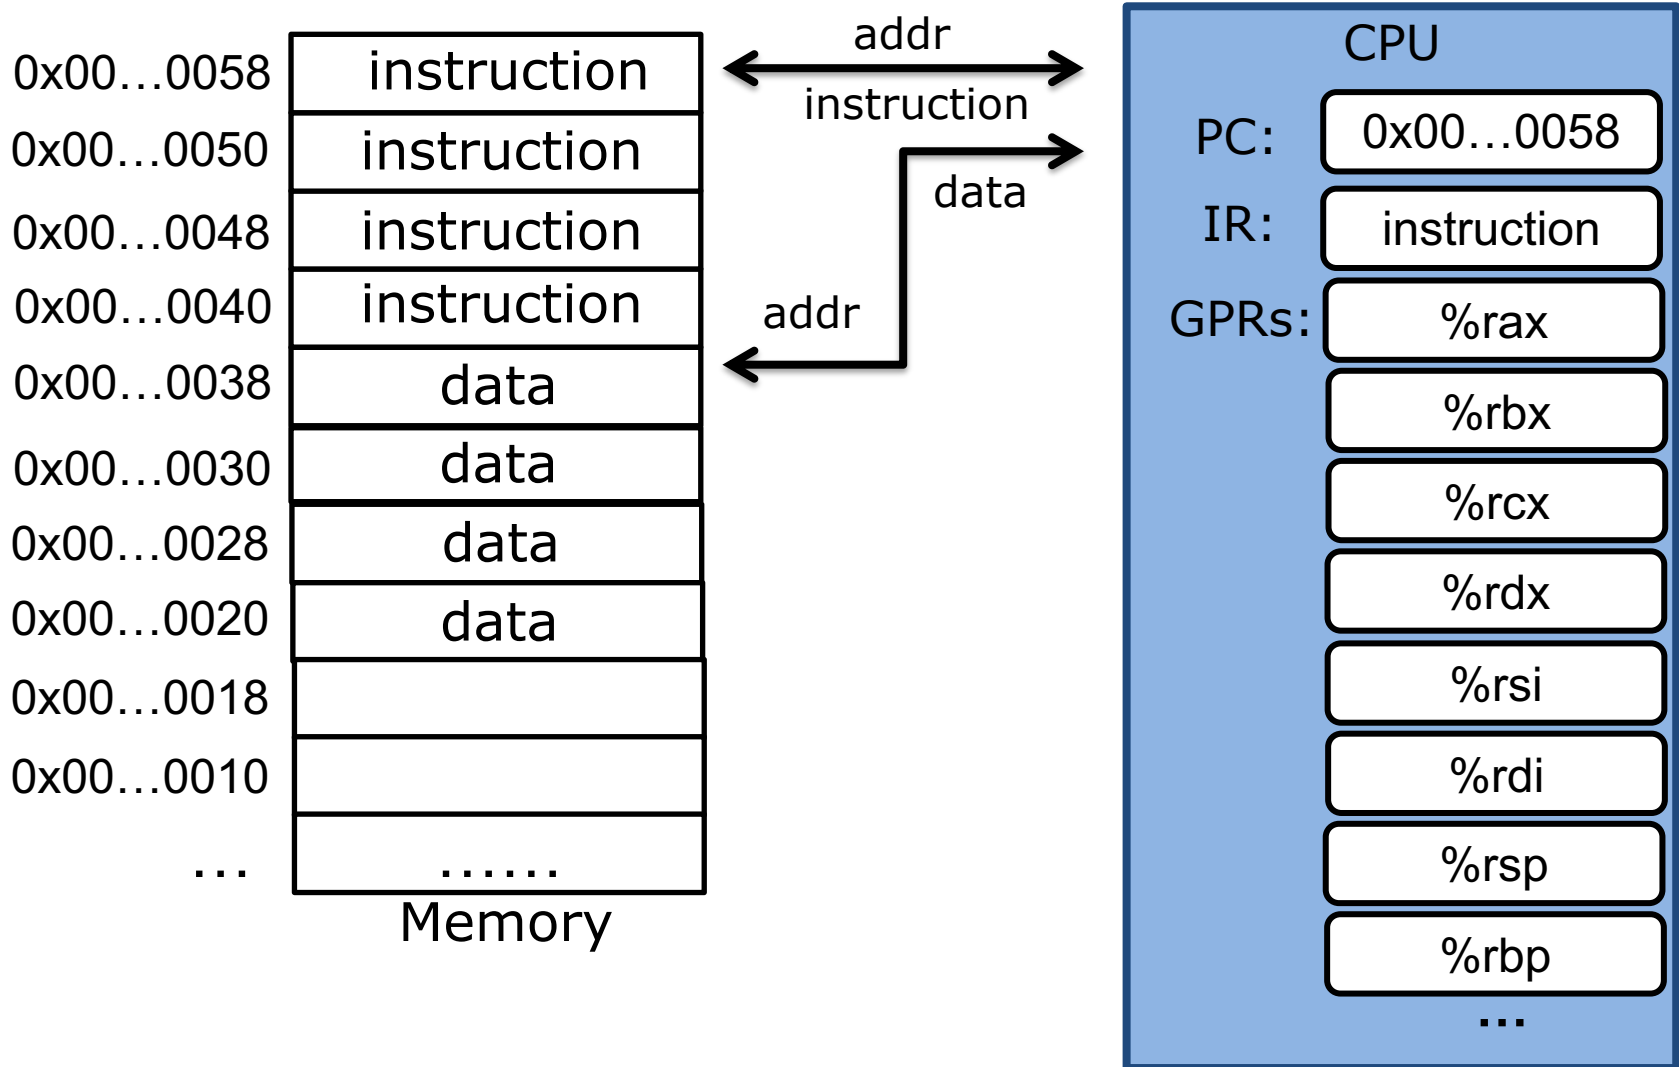 0x00…0058 instruction
0x00…0050 instruction
0x00…0048 instruction
0x00…0040 instruction
0x00…0038 data
0x00…0030 data
0x00…0028 data
0x00…0020 data
0x00…0018
0x00…0010
… ……
Memory
addr
instruction
data
addr
CPU
PC: 0x00…0058
IR: instruction
GPRs: %rax
%rbx
%rcx
%rdx
%rsi
%rdi
%rsp
%rbp
…